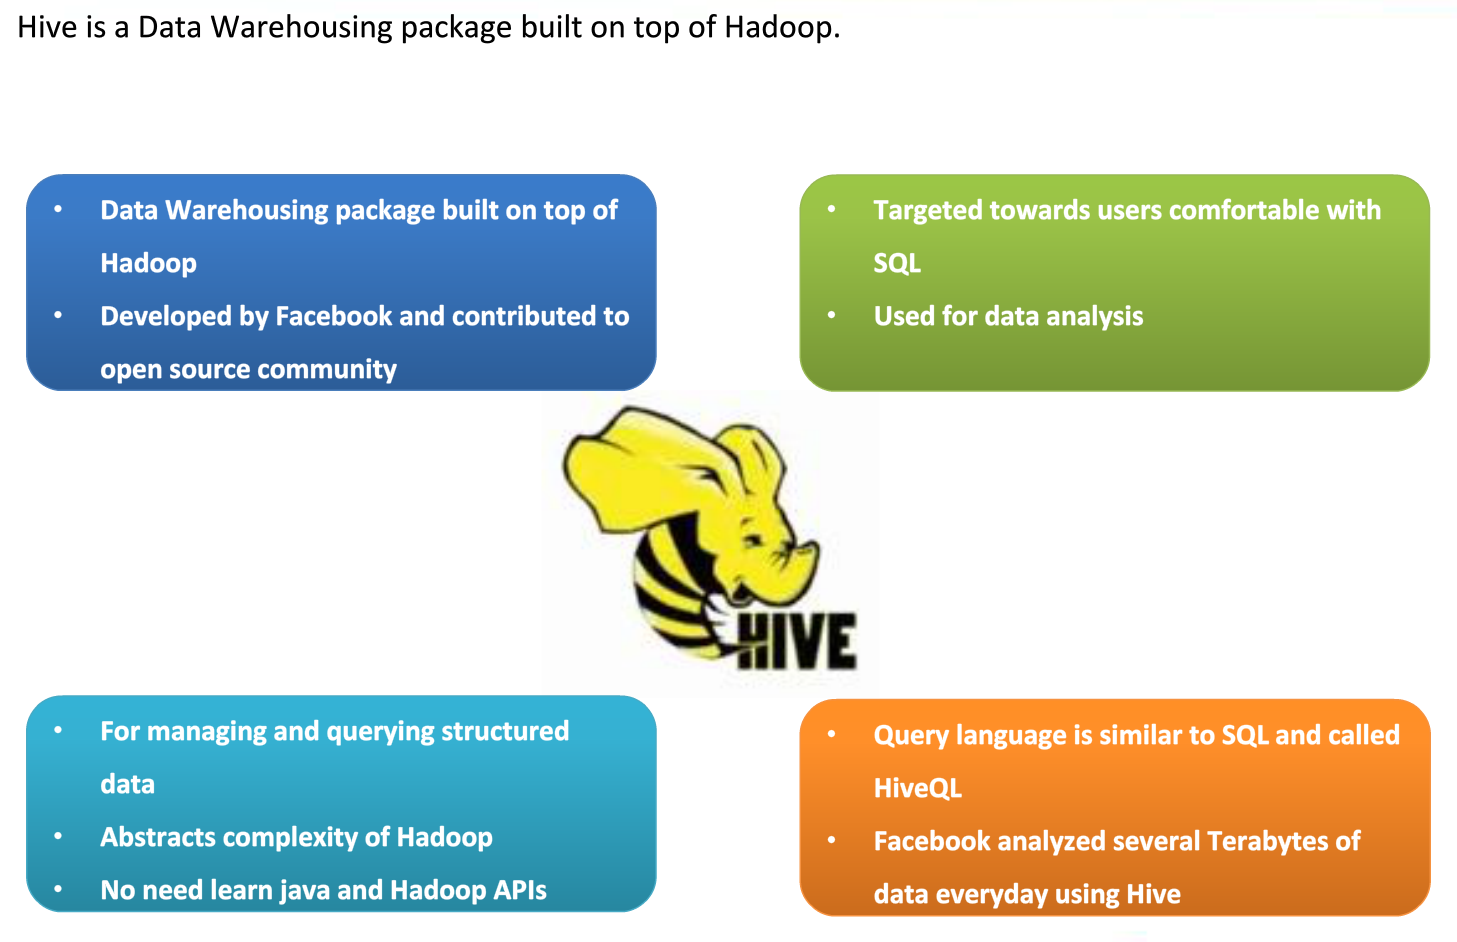 Hive is a Data Warehousing package built on top of Hadoop.
• Data Warehousing package built on top of
Hadoop
• Developed by Facebook and contributed to
open source community
• Targeted towards users comfortable with
SQL
• Used for data analysis
HIVE
• For managing and querying structured
data
• Abstracts complexity of Hadoop
• No need learn java and Hadoop APIs
• Query language is similar to SQL and called
HiveQL
• Facebook analyzed several Terabytes of
data everyday using Hive